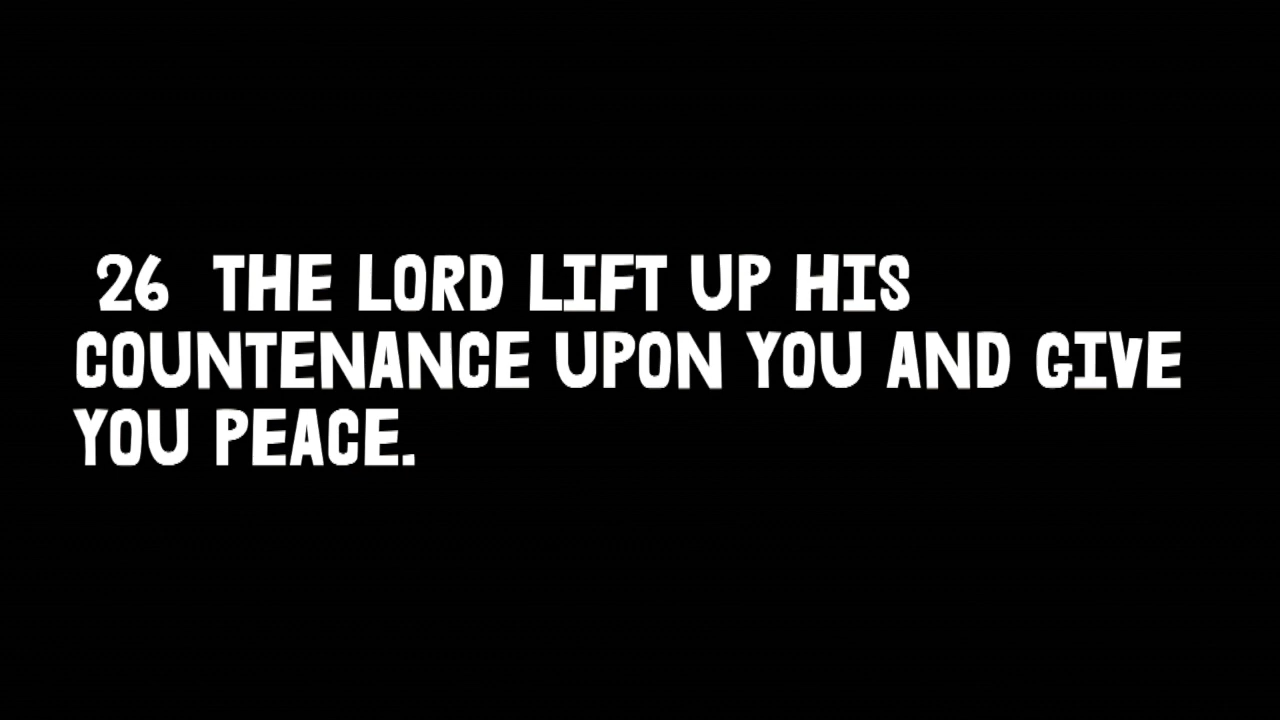 26 THE LORD LIFT UP HIS
COUNTENANCE UPON YOU AND GIVE
YOU PEACE.